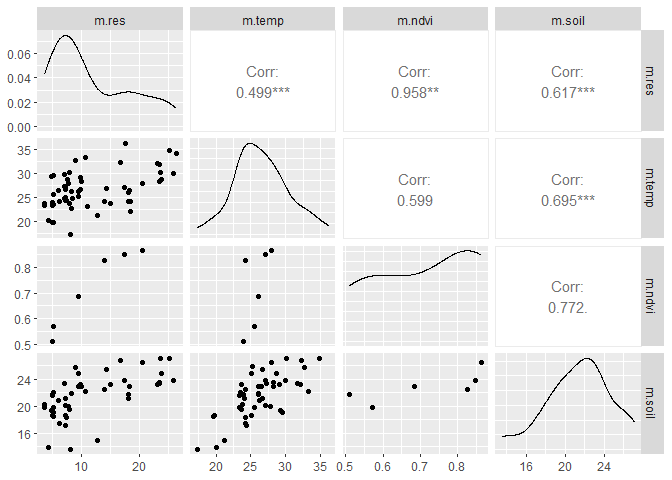 m.res
m.temp
m.ndvi
m.soil
0.06
0.04
0.02
0.00
Corr:
0.499***
Corr:
0.958**
Corr:
0.617***
m.res
35
30
25
20
Corr:
0.599
Corr:
0.695***
m.temp
0.8
0.7
0.6
0.5
Corr:
0.772.
m.ndvi
24
20
16
m.soil
10
20
20
25
30
35
0.5
0.6
0.7
0.8
16
20
24